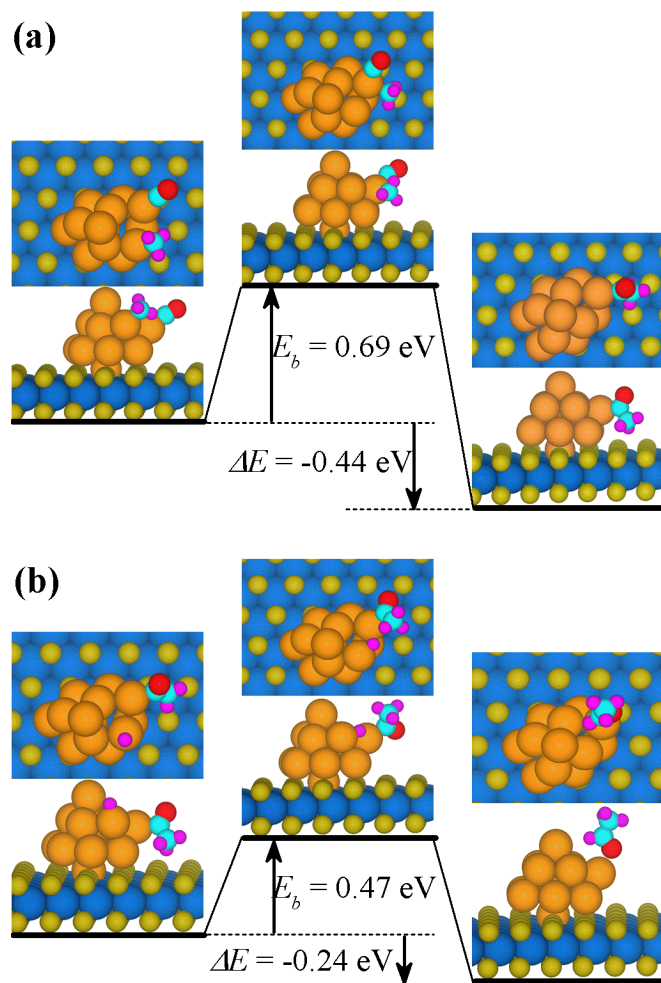 (a)
E_b = 0.69 eV
ΔE = -0.44 eV
(b)
E_b = 0.47 eV
ΔE = -0.24 eV